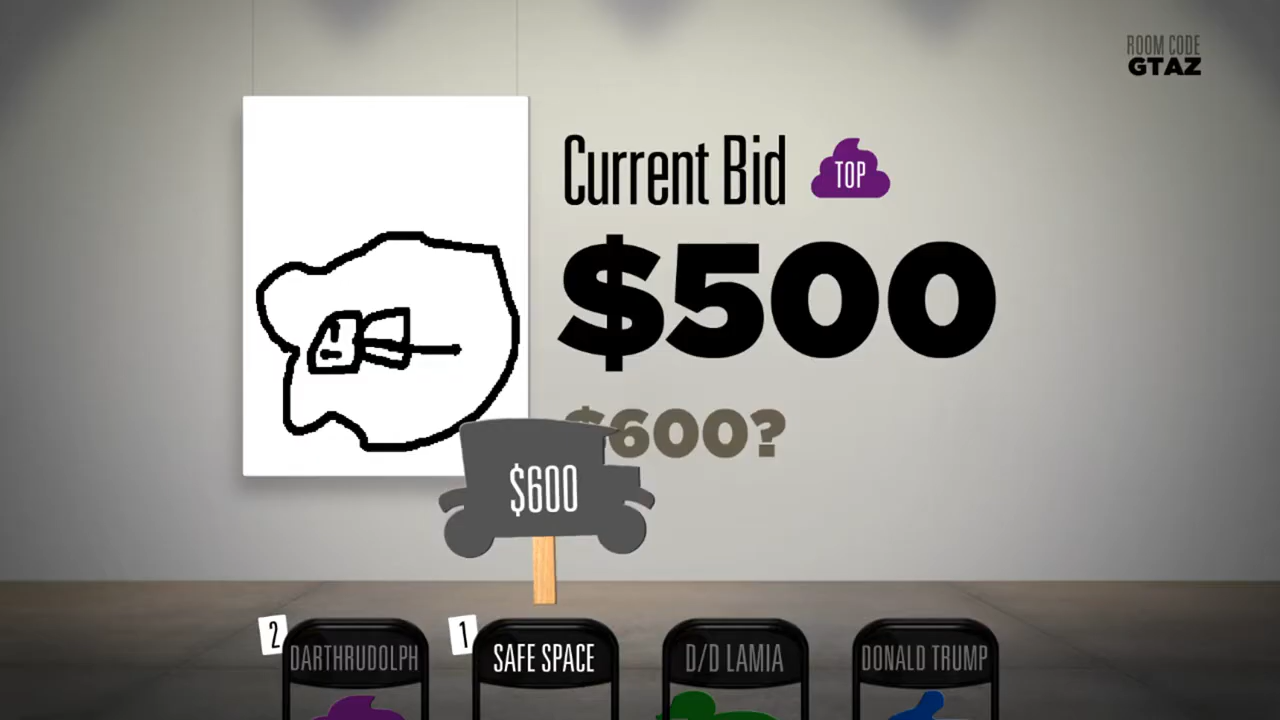 ROOM CODE
GTAZ
Current Bid
TOP
$500
$600?
$600
2
DARTHRUDOLPH
1
SAFE SPACE
D/D LAMIA
DONALD TRUMP